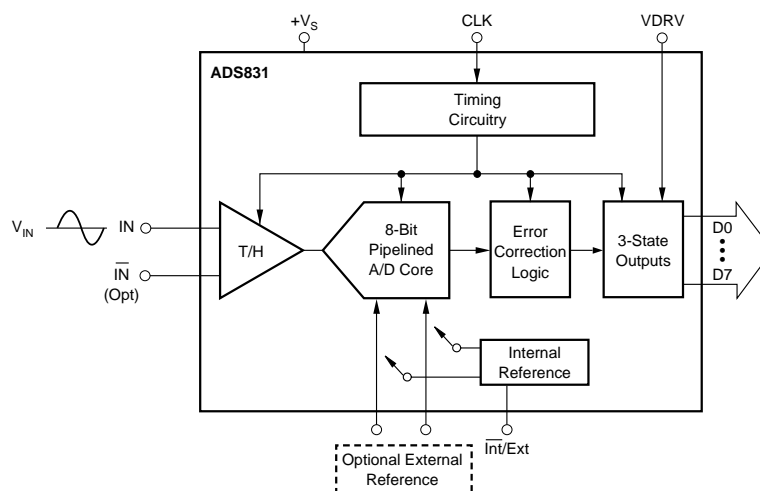 +VS
CLK
VDRV
ADS831
Timing
Circuitry
VIN
IN
T/H
8-Bit
Pipelined
A/D Core
Error
Correction
Logic
3-State
Outputs
D0
D7
IN
(Opt)
Internal
Reference
Int/Ext
Optional External
Reference